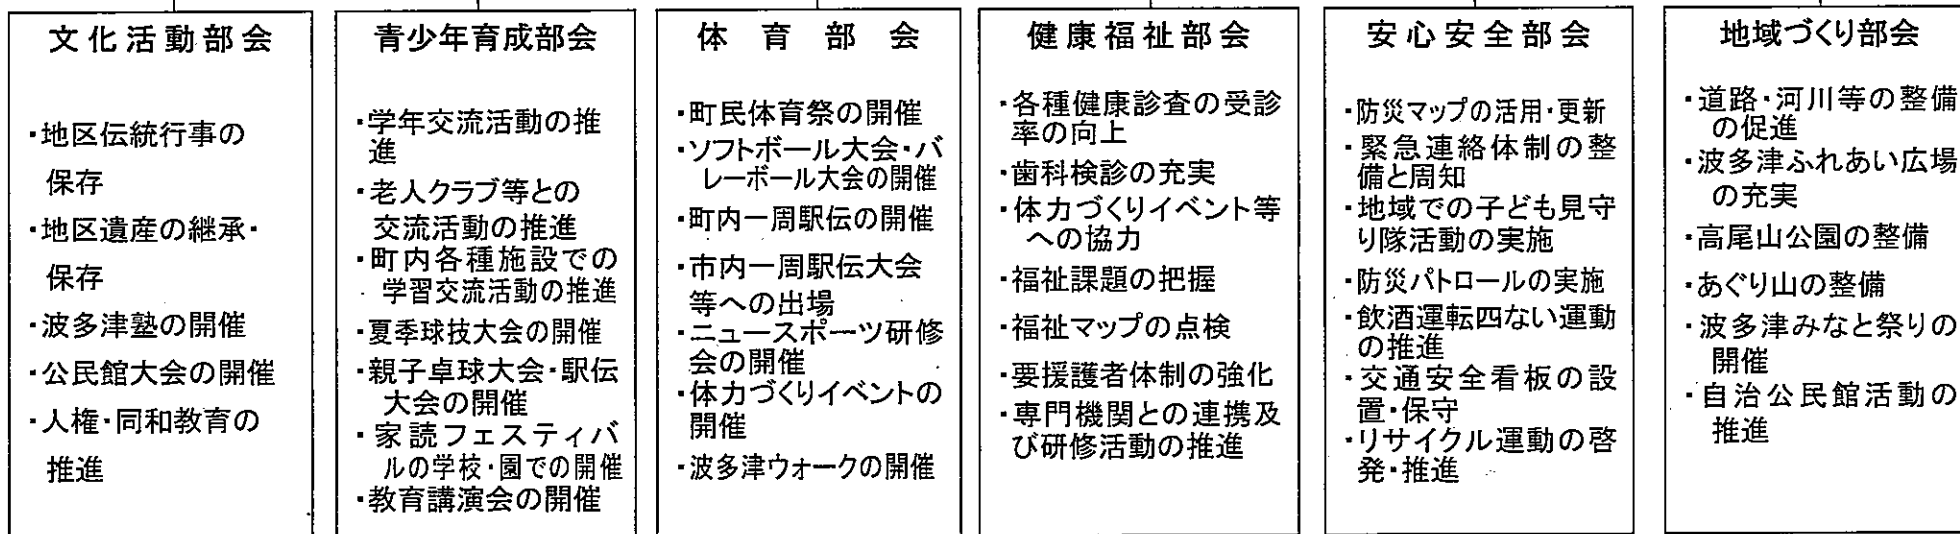 文化活動部会
・地区伝統行事の
保存
・地区遺産の継承・
保存
・波多津塾の開催
・公民館大会の開催
・人権・同和教育の
推進
青少年育成部会
・学年交流活動の推
進
・老人クラブ等との
交流活動の推進
・町内各種施設での
学習交流活動の推進
・夏季球技大会の開催
・親子卓球大会・駅伝
大会の開催
・家読フェスティバ
ルの学校・園での開催
・教育講演会の開催
体育部会
・町民体育祭の開催
・ソフトボール大会・バ
レーボール大会の開催
・町内一周駅伝の開催
・市内一周駅伝大会
等への出場
・ニュースポーツ研修
会の開催
・体力づくりイベントの
開催
・波多津ウォークの開催
健康福祉部会
・各種健康診査の受診
率の向上
・歯科検診の充実
・体力づくりイベント等
への協力
・福祉課題の把握
・福祉マップの点検
・要援護者体制の強化
・専門機関との連携及
び研修活動の推進
安心安全部会
・防災マップの活用・更新
・緊急連絡体制の整
備と周知
・地域での子ども見守
り隊活動の実施
・防災パトロールの実施
・飲酒運転四ない運動
の推進
・交通安全看板の設
置・保守
・リサイクル運動の啓
発・推進
地域づくり部会
・道路・河川等の整備
の促進
・波多津ふれあい広場
の充実
・高尾山公園の整備
・あぐり山の整備
・波多津みなと祭りの
開催
・自治公民館活動の
推進